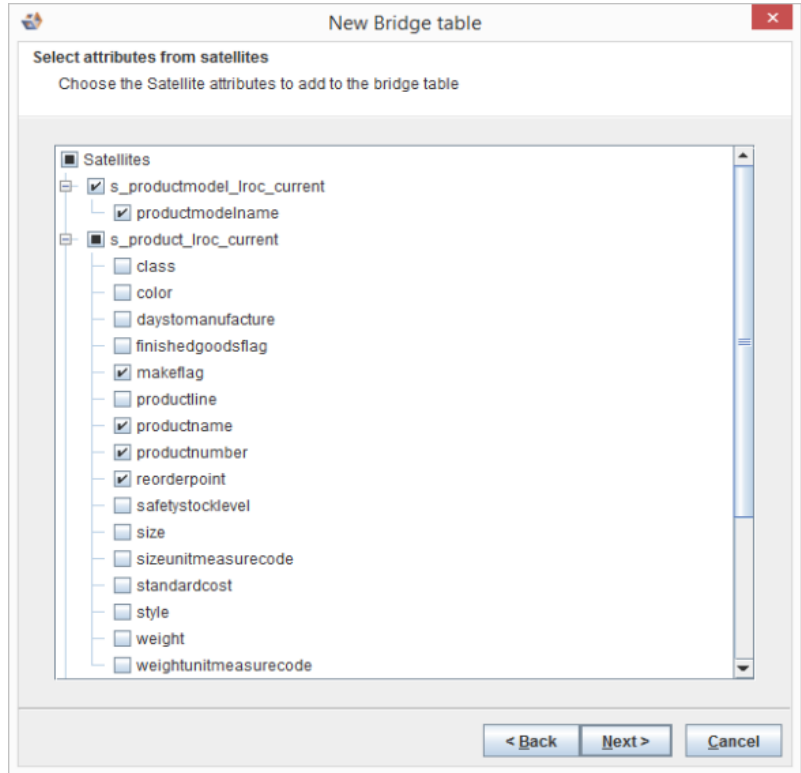 New Bridge table
Select attributes from satellites
Choose the Satellite attributes to add to the bridge table
Satellites
s_productmodel_lroc_current
productmodelname
s_product_lroc_current
class
color
daystomanufacture
finishedgoodsflag
makeflag
productline
productname
productnumber
reorderpoint
safetystocklevel
size
sizeunitmeasurecode
standardcost
style
weight
weightunitmeasurecode
< Back Next > Cancel